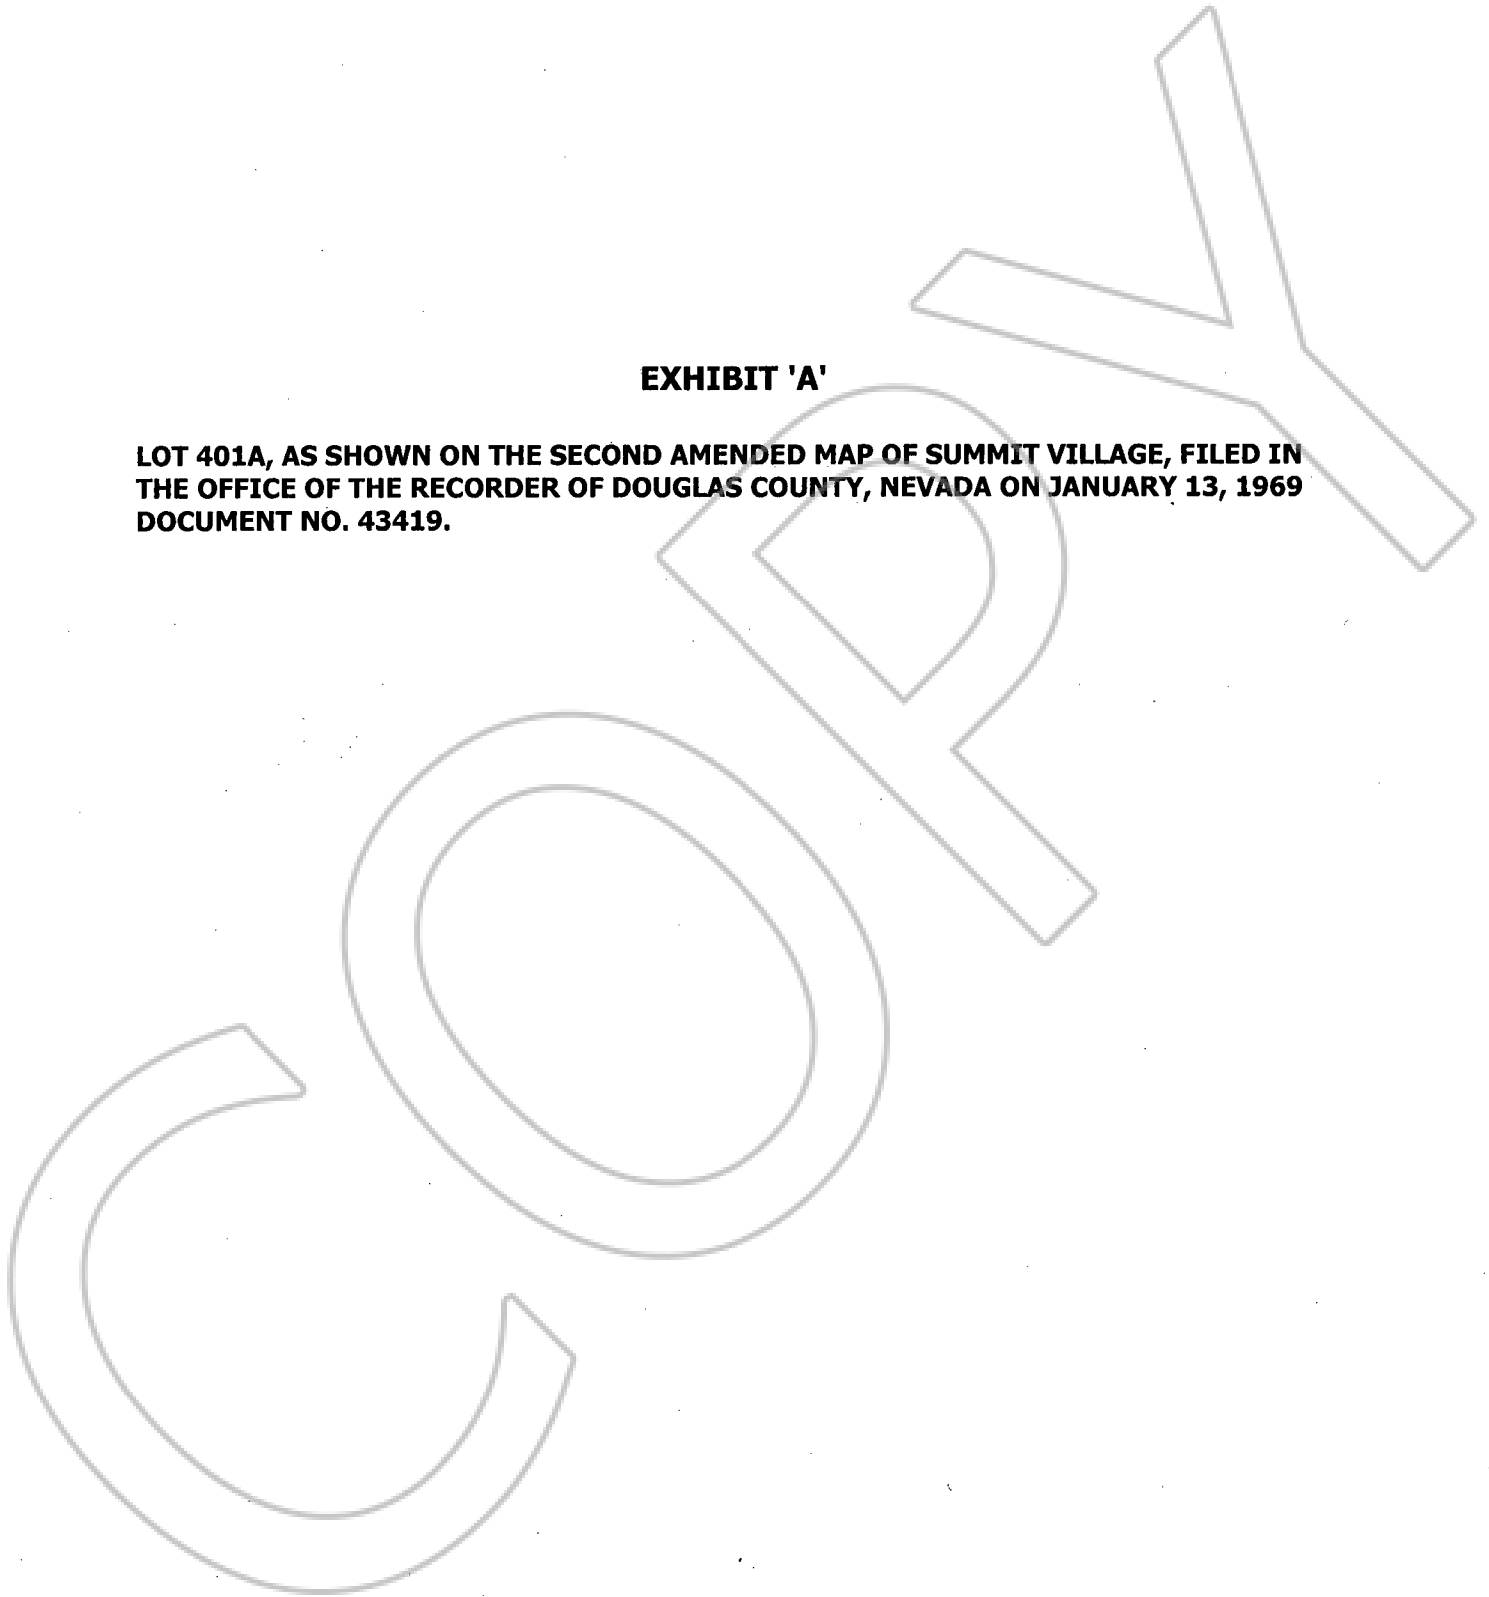 EXHIBIT 'A'
LOT 401A, AS SHOWN ON THE SECOND AMENDED MAP OF SUMMIT VILLAGE, FILED IN
THE OFFICE OF THE RECORDER OF DOUGLAS COUNTY, NEVADA ON JANUARY 13, 1969
DOCUMENT NO. 43419.
COPY